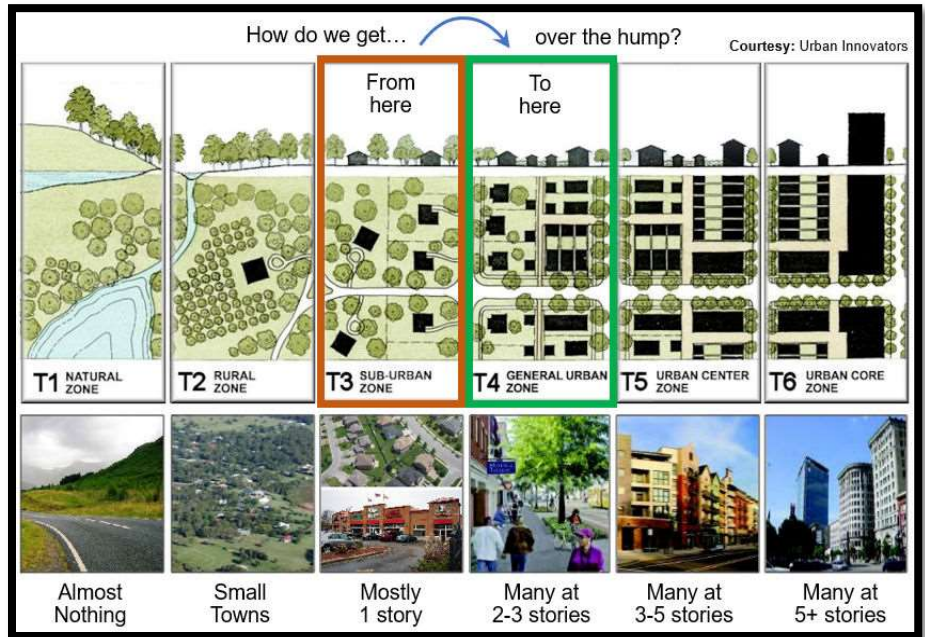 How do we get… over the hump?
Courtesy: Urban Innovators
From
here
To
here
T1 NATURAL
ZONE
T2 RURAL
ZONE
T3 SUB-URBAN
ZONE
T4 GENERAL URBAN
ZONE
T5 URBAN CENTER
ZONE
T6 URBAN CORE
ZONE
Almost
Nothing
Small
Towns
Mostly
1 story
Many at
2-3 stories
Many at
3-5 stories
Many at
5+ stories